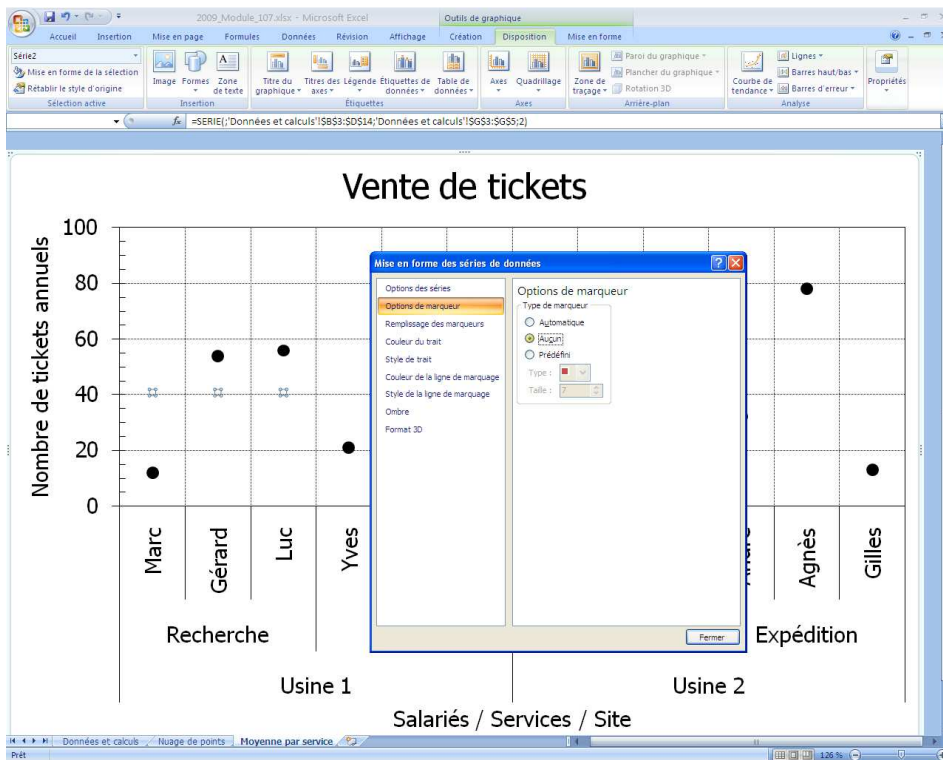 2009_Module_107.xlsx - Microsoft Excel
Outils de graphique
Accueil Insertion Mise en page Formules Données Révision Affichage Création Disposition Mise en forme
Série2
Mise en forme de la sélection
Rétablir le style d'origine
Sélection active
Image Formes Zone de texte
Insertion
Titre du graphique Titres des axes Légende Étiquettes de données Table de données
Étiquettes
Axes Quadrillage
Axes
Zone de traçage
Paroi du graphique
Plancher du graphique
Rotation 3D
Arrière-plan
Courbe de tendance
Lignes
Barres haut/bas
Barres d'erreur
Analyse
Propriétés
fx =SERIE(;'Données et calculs'!$B$3:$D$14;'Données et calculs'!$G$3:$G$5;2)
Vente de tickets
Nombre de tickets annuels
100
80
60
40
20
0
Marc Gérard Luc Yves André Agnès Gilles
Recherche Expédition
Usine 1 Usine 2
Salariés / Services / Site
Mise en forme des séries de données
Options des séries
Options de marqueur
Remplissage des marqueurs
Couleur du trait
Style de trait
Couleur de la ligne de marquage
Style de la ligne de marquage
Ombre
Format 3D
Options de marqueur
Type de marqueur
Automatique
Aucun
Prédéfini
Type :
Taille : 7
Fermer
Données et calculs Nuage de points Moyenne par service
Prêt
126 %